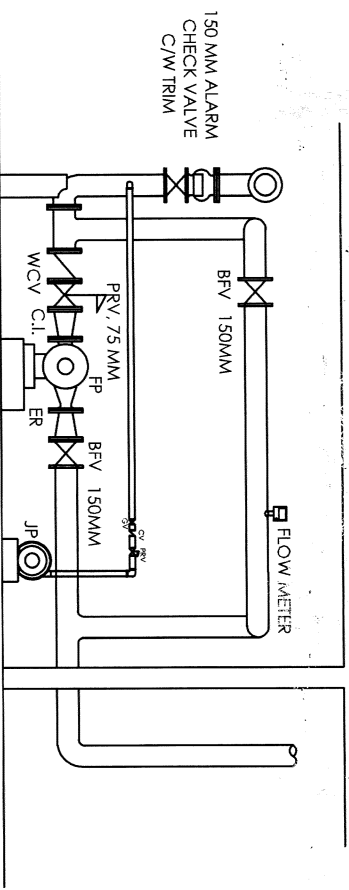 150 MM ALARM
CHECK VALVE
C/W TRIM
BFV 150MM
FLOW METER
PRV, 75 MM
WCV
C.I.
FP
ER
BFV 150MM
GV
CV
PRV
JP